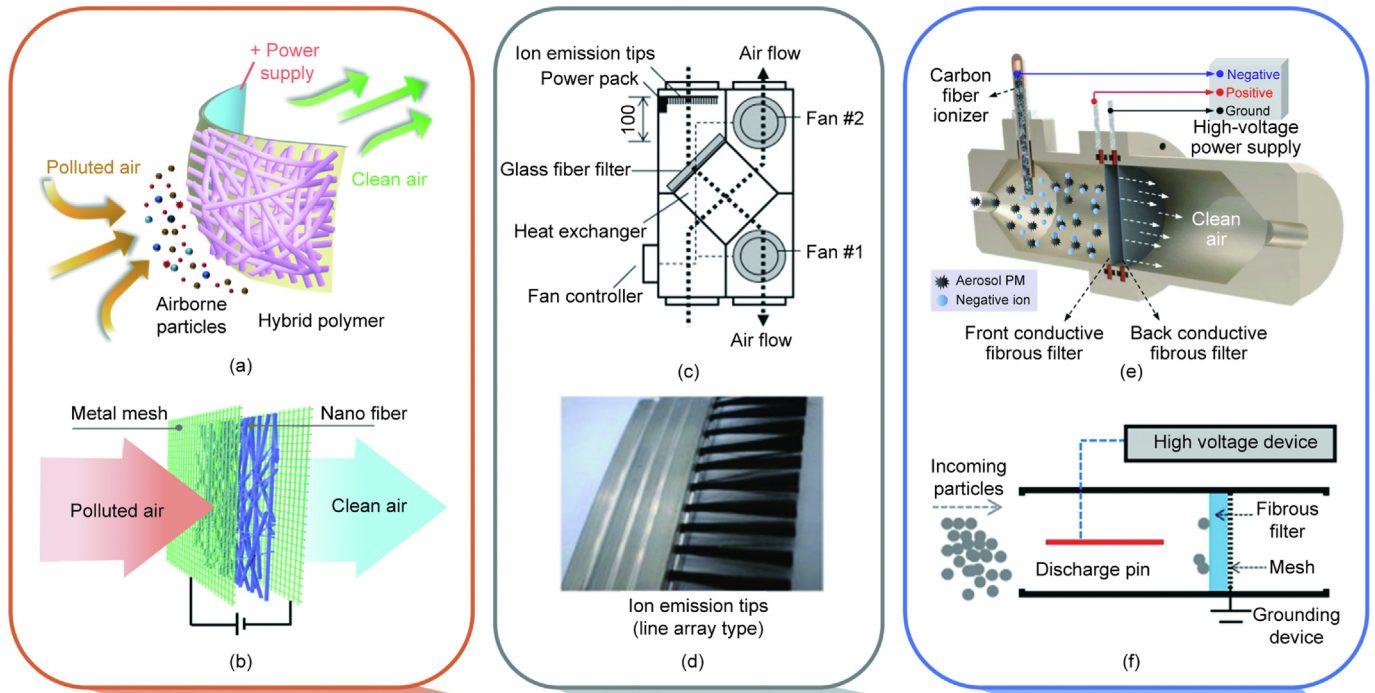 + Power
supply
Polluted air
Clean air
Airborne
particles
Hybrid polymer
(a)
Metal mesh
Nano fiber
Polluted air
Clean air
(b)
Ion emission tips
Air flow
Power pack
100
Fan #2
Glass fiber filter
Heat exchanger
Fan #1
Fan controller
Air flow
(c)
Ion emission tips
(line array type)
(d)
Carbon
fiber
ionizer
Negative
Positive
Ground
High-voltage
power supply
Clean
air
Aerosol PM
Negative ion
Front conductive
fibrous filter
Back conductive
fibrous filter
(e)
High voltage device
Incoming
particles
Fibrous
filter
Discharge pin
Mesh
Grounding
device
(f)